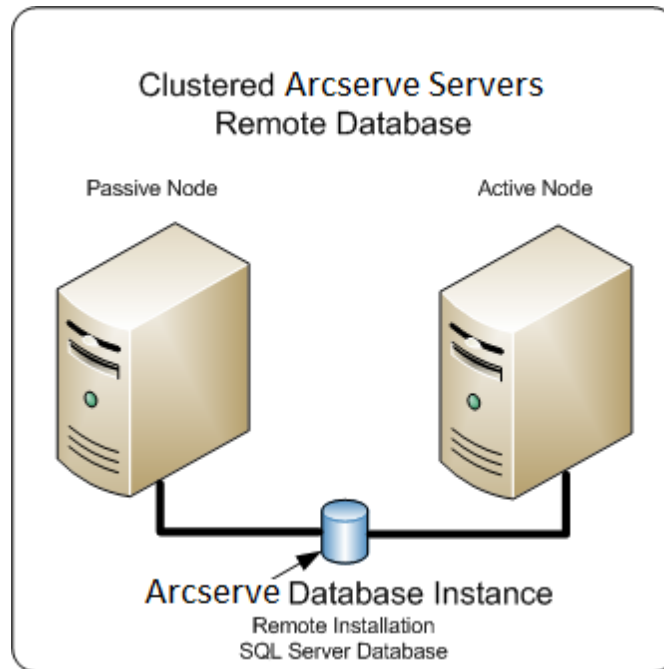 Clustered Arcserve Servers
Remote Database
Passive Node
Active Node
Arcserve Database Instance
Remote Installation
SQL Server Database